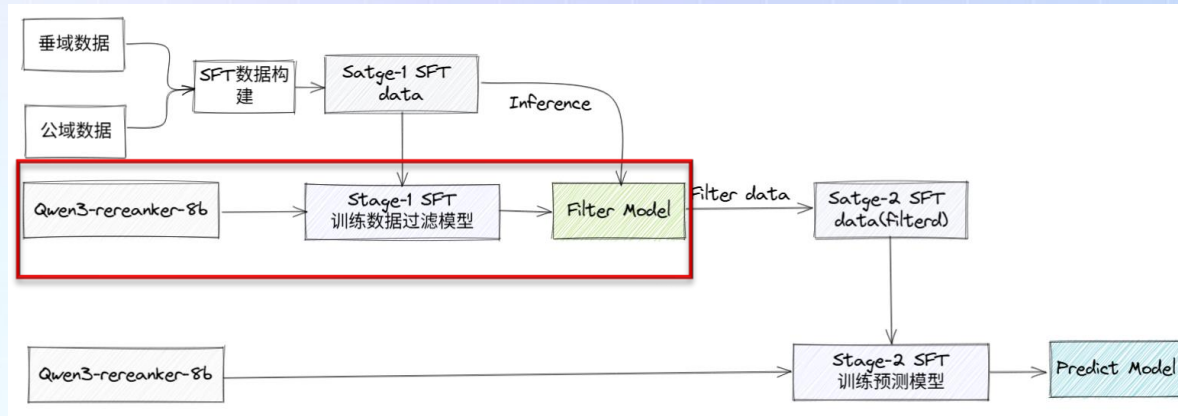 垂域数据
公域数据
SFT数据构
建
Satge-1 SFT
data
Inference
Qwen3-rereanker-8b
Stage-1 SFT
训练数据过滤模型
Filter Model
Filter data
Satge-2 SFT
data(filterd)
Qwen3-rereanker-8b
Stage-2 SFT
训练预测模型
Predict Model